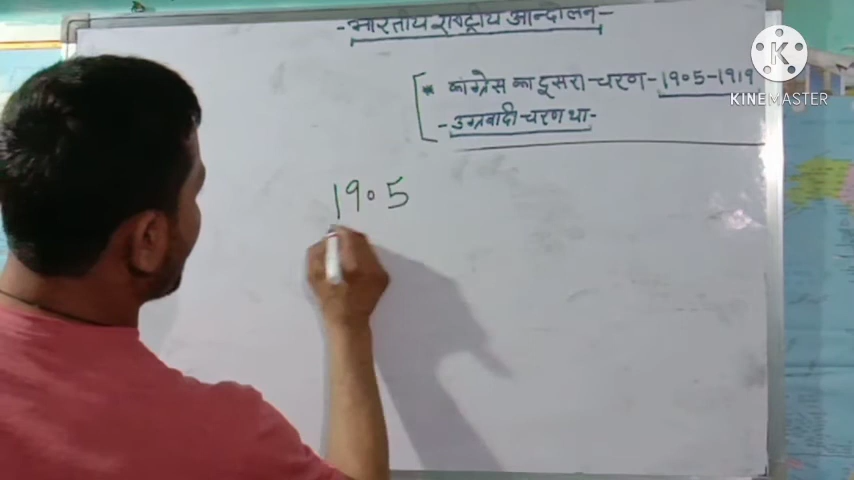 -भारतीय राष्ट्रीय आन्दोलन-
* कांग्रेस का दूसरा-चरण-1905-1919
- उग्रवादी-चरण था-
1905
K
KINEMASTER